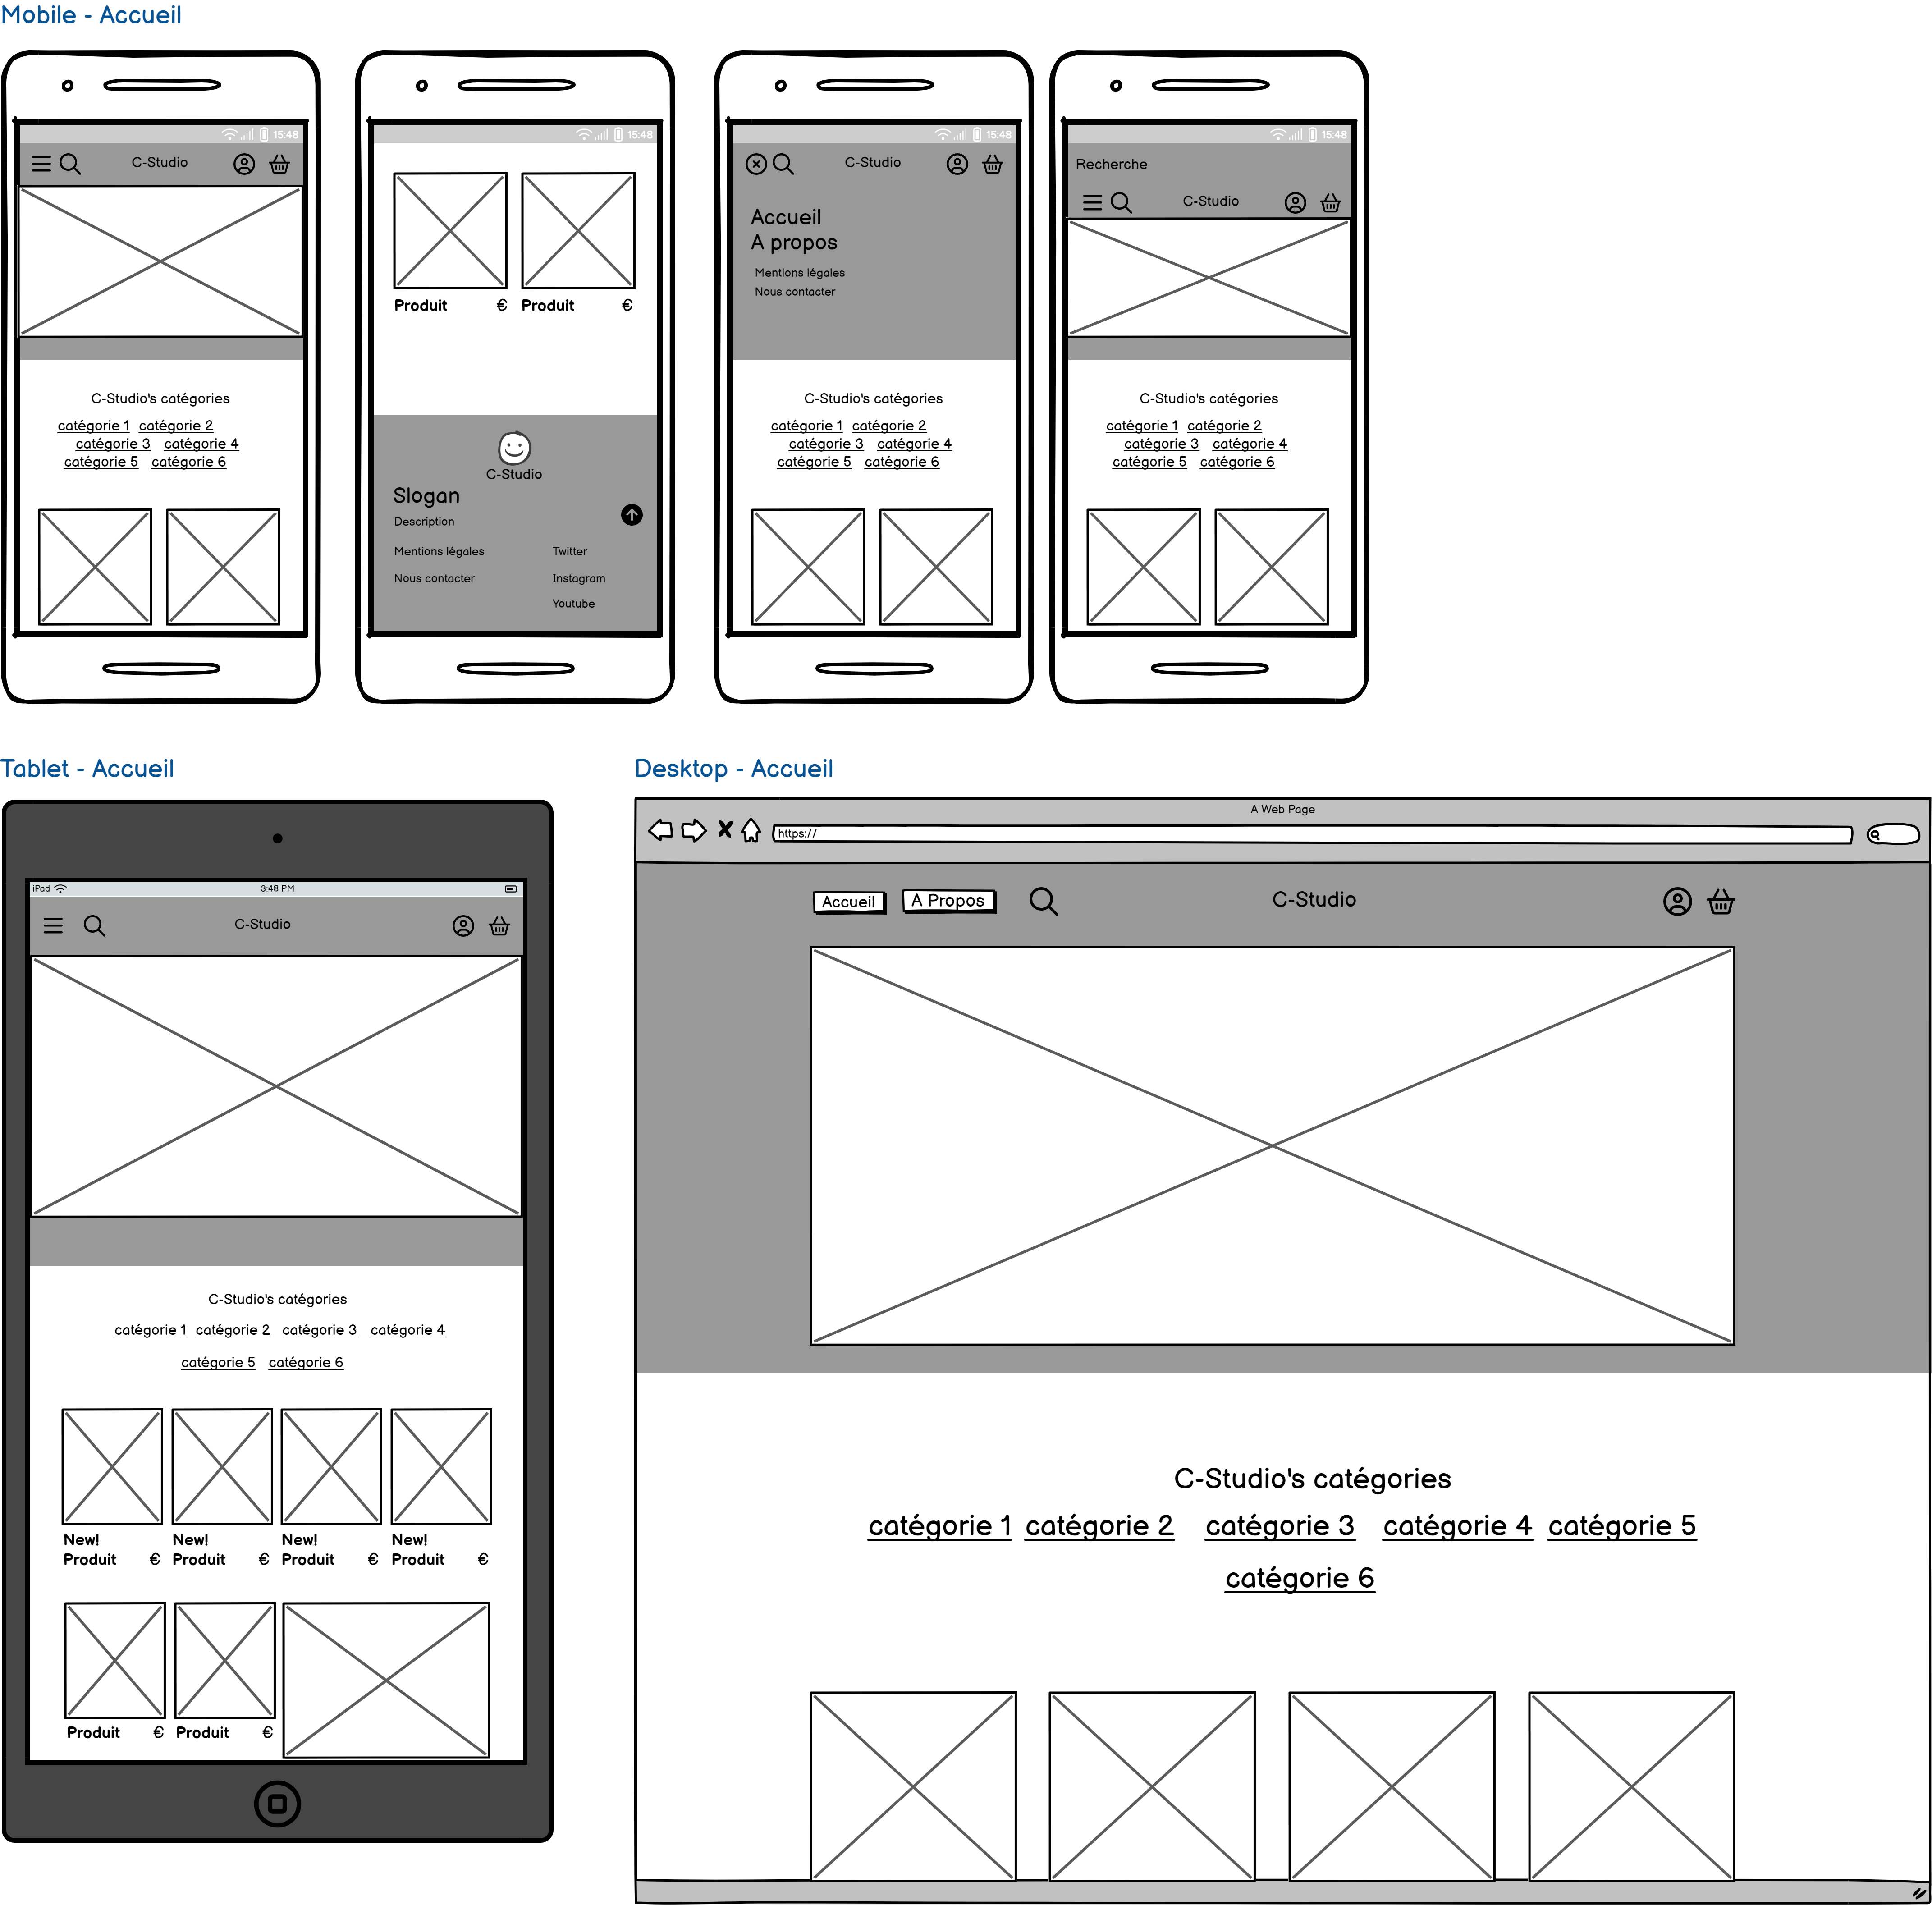 Mobile - Accueil
15:48
C-Studio
C-Studio's catégories
catégorie 1 catégorie 2
catégorie 3 catégorie 4
catégorie 5 catégorie 6
15:48
Produit € Produit €
C-Studio
Slogan
Description
Mentions légales Twitter
Nous contacter Instagram
Youtube
15:48
C-Studio
Accueil
A propos
Mentions légales
Nous contacter
C-Studio's catégories
catégorie 1 catégorie 2
catégorie 3 catégorie 4
catégorie 5 catégorie 6
15:48
Recherche
C-Studio
C-Studio's catégories
catégorie 1 catégorie 2
catégorie 3 catégorie 4
catégorie 5 catégorie 6
Tablet - Accueil
iPad 3:48 PM
C-Studio
C-Studio's catégories
catégorie 1 catégorie 2 catégorie 3 catégorie 4
catégorie 5 catégorie 6
New! New! New! New!
Produit € Produit € Produit € Produit €
Produit € Produit €
Desktop - Accueil
A Web Page
https://
Accueil A Propos C-Studio
C-Studio's catégories
catégorie 1 catégorie 2 catégorie 3 catégorie 4 catégorie 5
catégorie 6